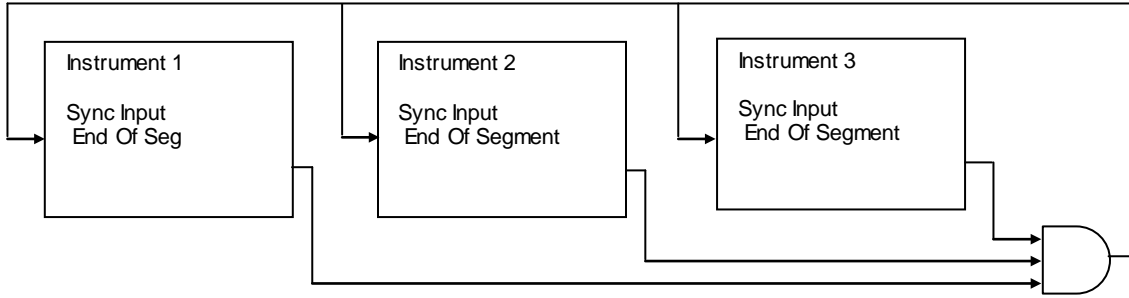 Instrument 1
Sync Input
End Of Seg
Instrument 2
Sync Input
End Of Segment
Instrument 3
Sync Input
End Of Segment